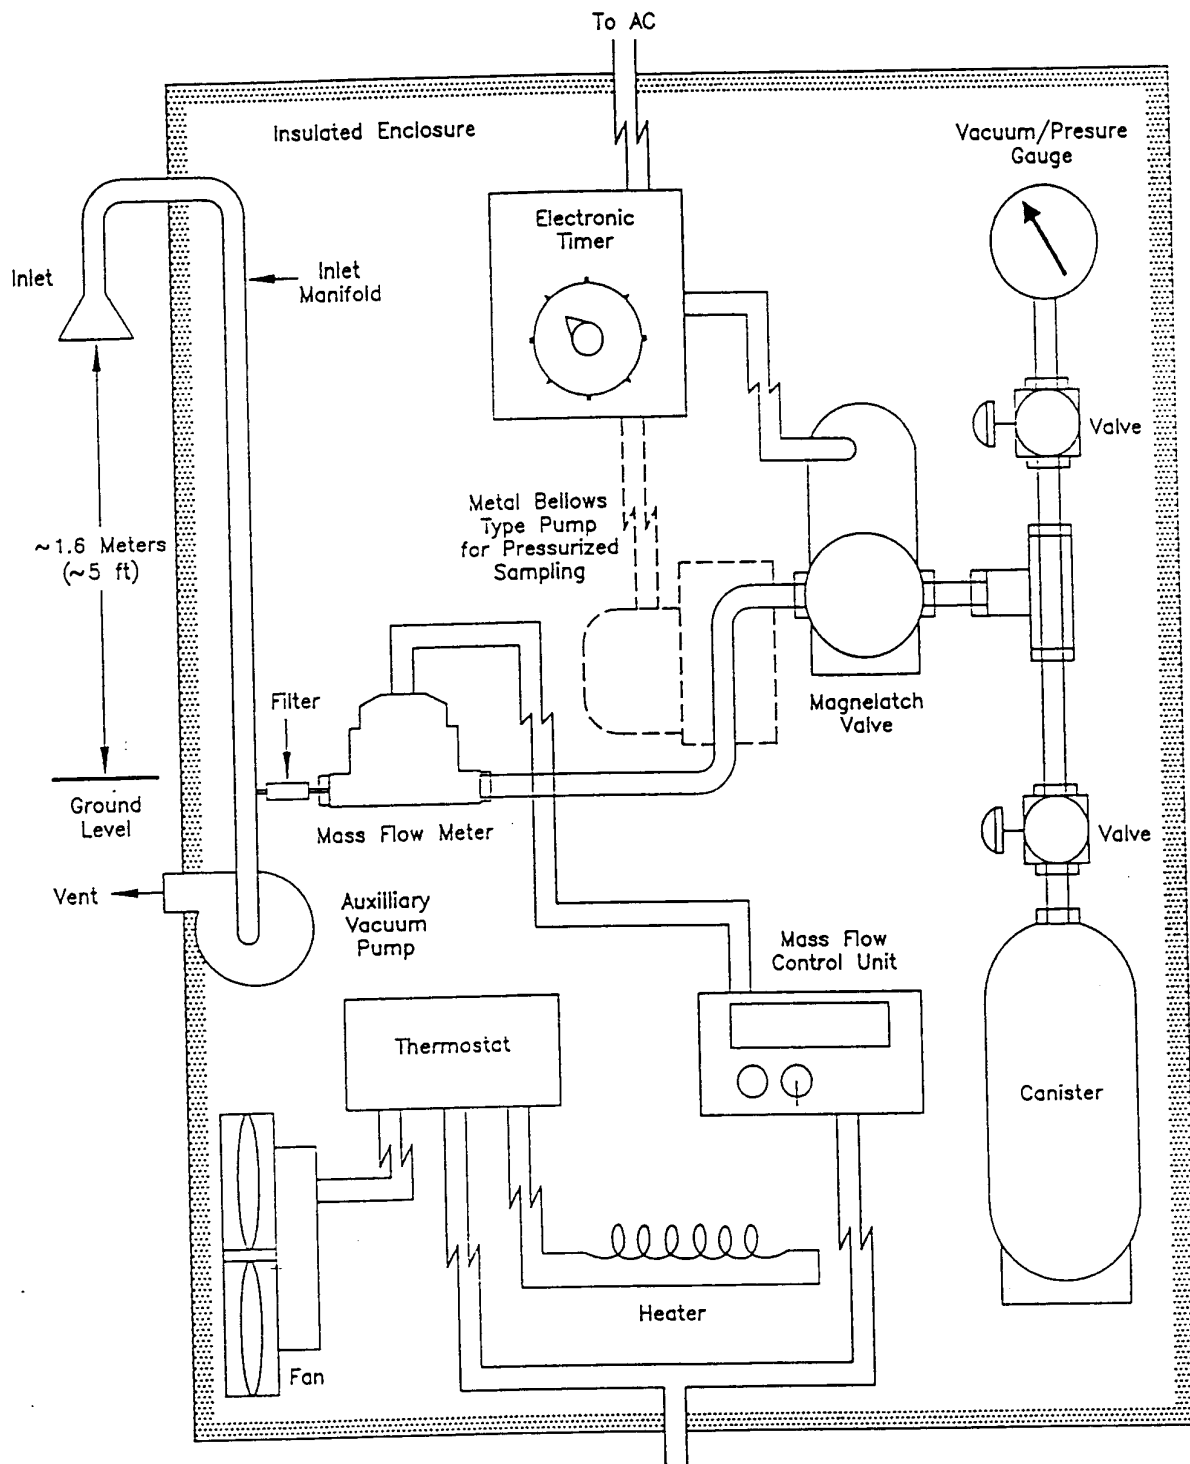 To AC
Insulated Enclosure
Vacuum/Presure
Gauge
Electronic
Timer
Inlet
Inlet
Manifold
Valve
Metal Bellows
Type Pump
for Pressurized
Sampling
~1.6 Meters
(~5 ft)
Filter
Magnelatch
Valve
Ground
Level
Mass Flow Meter
Valve
Vent
Auxilliary
Vacuum
Pump
Mass Flow
Control Unit
Thermostat
Canister
Heater
Fan